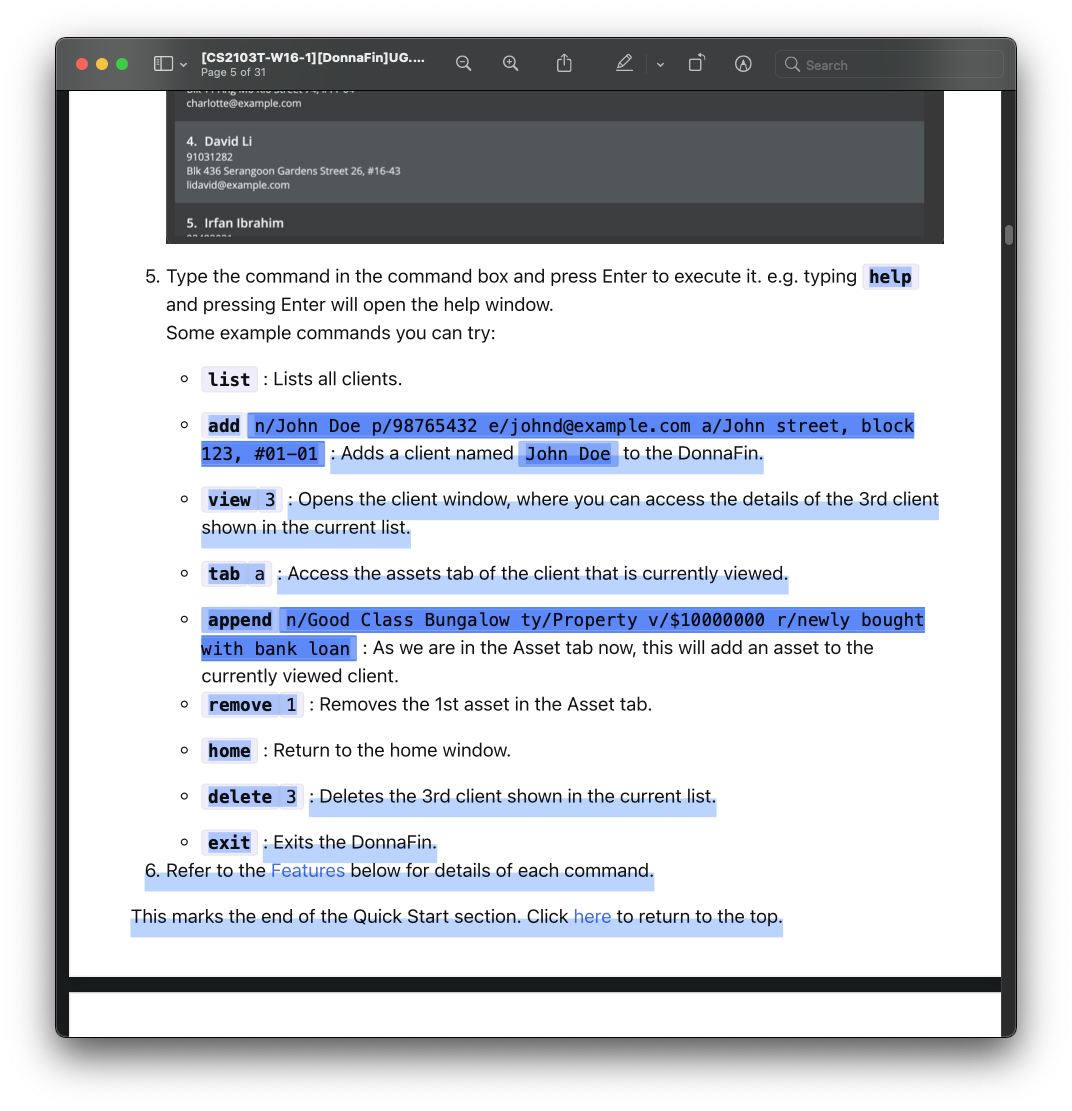 [CS2103T-W16-1][DonnaFin]UG....
Page 5 of 31
Search
charlotte@example.com
4. David Li
91031282
Blk 436 Serangoon Gardens Street 26, #16-43
lidavid@example.com
5. Irfan Ibrahim
5. Type the command in the command box and press Enter to execute it. e.g. typing help
and pressing Enter will open the help window.
Some example commands you can try:
list : Lists all clients.
add n/John Doe p/98765432 e/johnd@example.com a/John street, block
123, #01-01 : Adds a client named John Doe to the DonnaFin.
view 3 : Opens the client window, where you can access the details of the 3rd client
shown in the current list.
tab a : Access the assets tab of the client that is currently viewed.
append n/Good Class Bungalow ty/Property v/$10000000 r/newly bought
with bank loan : As we are in the Asset tab now, this will add an asset to the
currently viewed client.
remove 1 : Removes the 1st asset in the Asset tab.
home : Return to the home window.
delete 3 : Deletes the 3rd client shown in the current list.
exit : Exits the DonnaFin.
6. Refer to the Features below for details of each command.
This marks the end of the Quick Start section. Click here to return to the top.